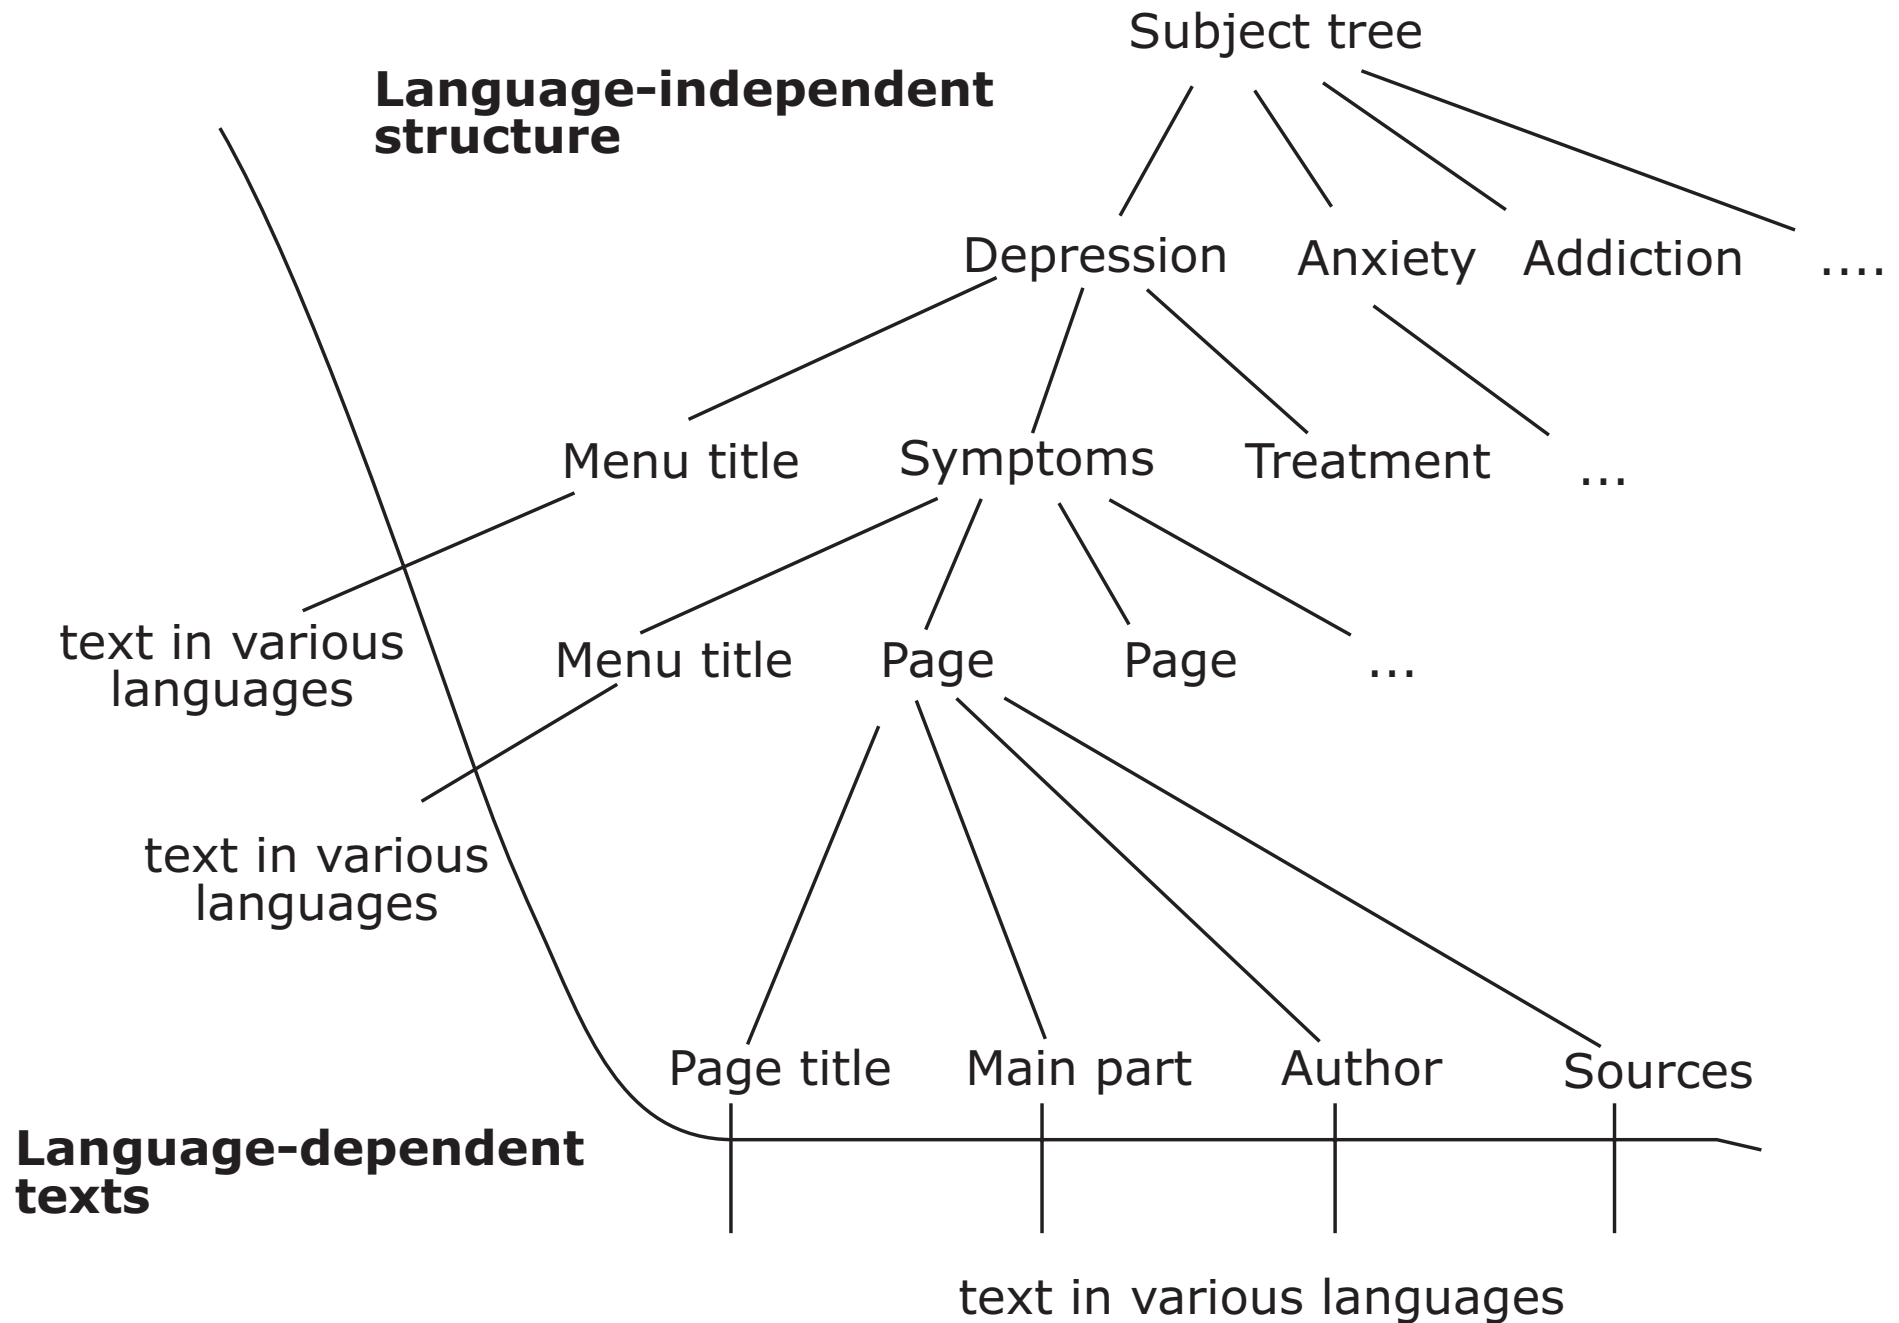 Subject tree
Language-independent
structure
Depression
Anxiety
Addiction
....
Menu title
Symptoms
Treatment
...
text in various
languages
Menu title
Page
Page
...
text in various
languages
Page title
Main part
Author
Sources
Language-dependent
texts
text in various languages